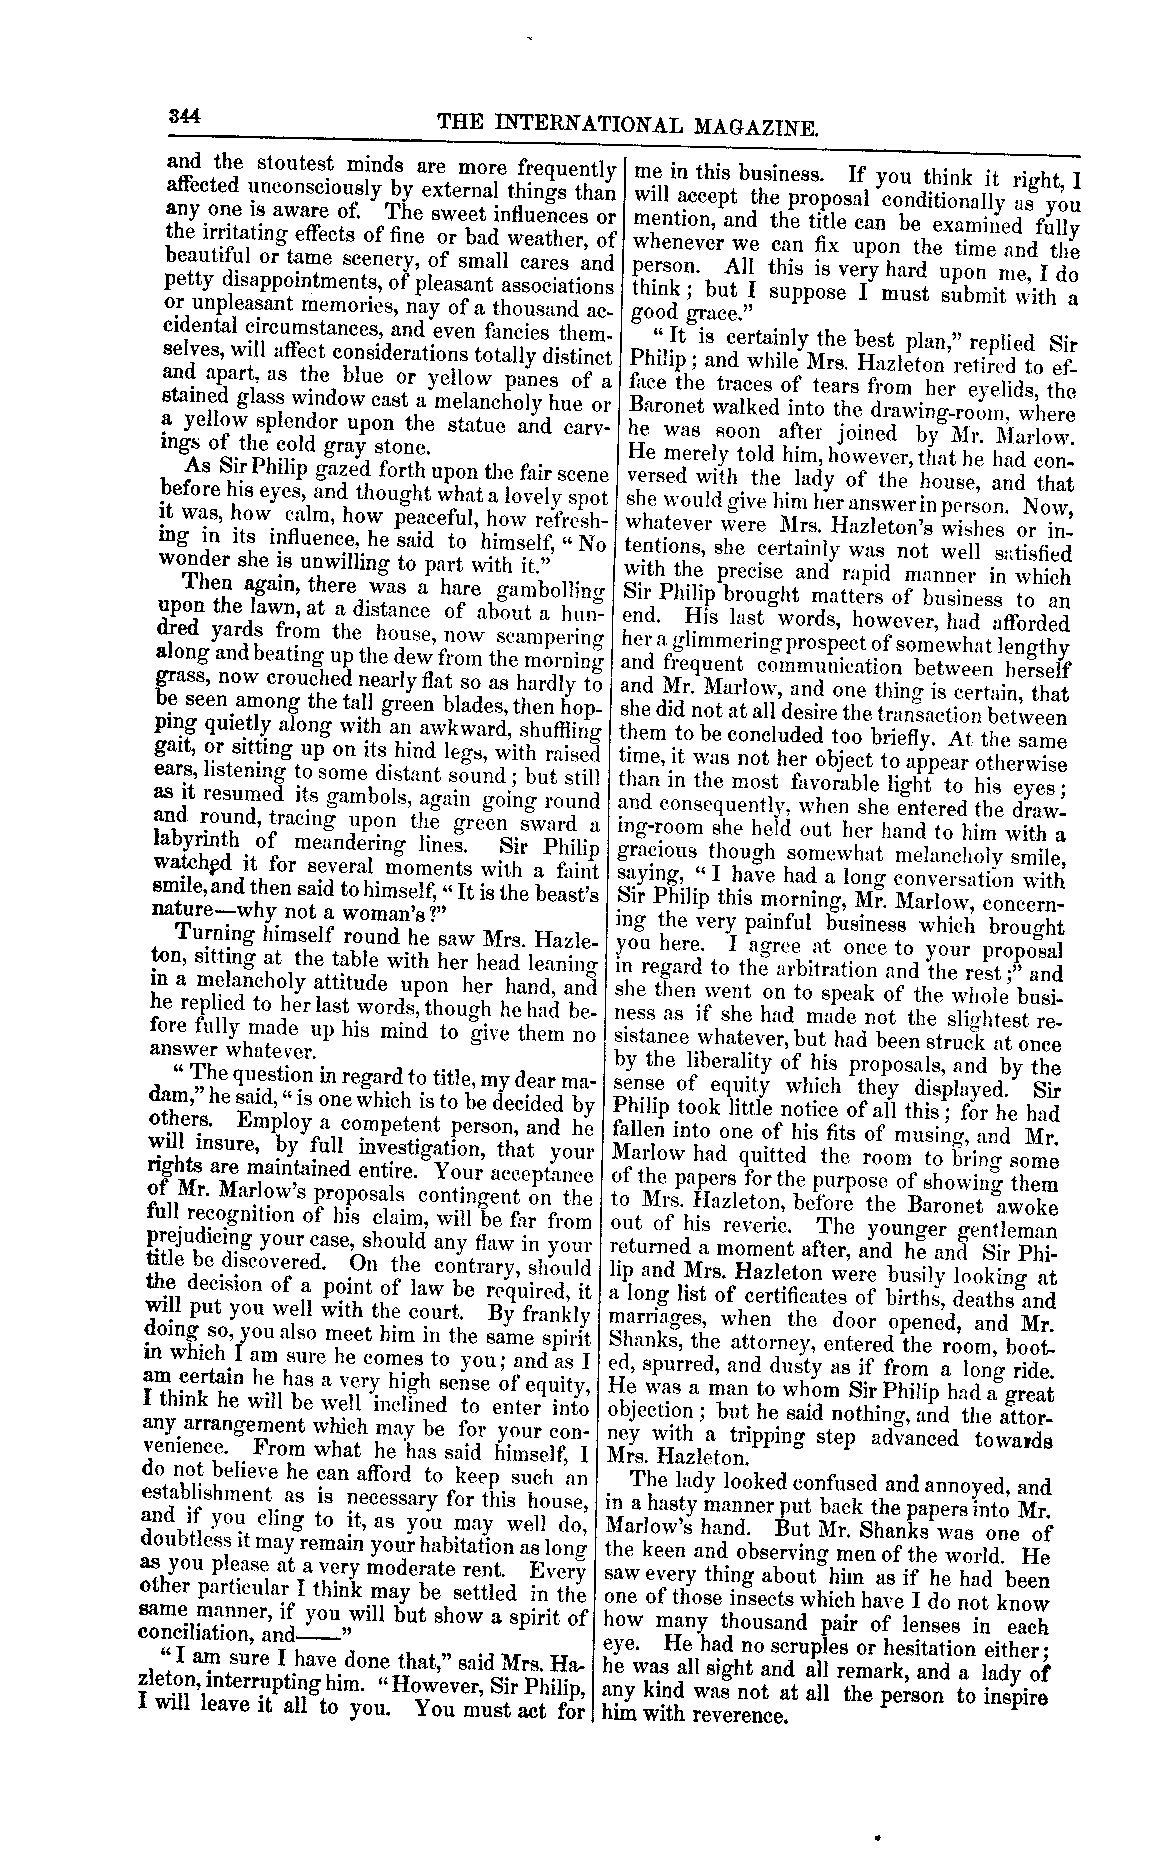 344
THE INTERNATIONAL MAGAZINE.
and the stoutest minds are more frequently
affected unconsciously by external things than
any one is aware of. The sweet influences or
the irritating effects of fine or bad weather, of
beautiful or tame scenery, of small cares and
petty disappointments, of pleasant associations
or unpleasant memories, nay of a thousand ac-
cidental circumstances, and even fancies them-
selves, will affect considerations totally distinct
and apart, as the blue or yellow panes of a
stained glass window cast a melancholy hue or
a yellow splendor upon the statue and carv-
ings of the cold gray stone.
As Sir Philip gazed forth upon the fair scene
before his eyes, and thought what a lovely spot
it was, how calm, how peaceful, how refresh-
ing in its influence, he said to himself, “No
wonder she is unwilling to part with it.”
Then again, there was a hare gambolling
upon the lawn, at a distance of about a hun-
dred yards from the house, now scampering
along and beating up the dew from the morning
grass, now crouched nearly flat so as hardly to
be seen among the tall green blades, then hop-
ping quietly along with an awkward, shuffling
gait, or sitting up on its hind legs, with raised
ears, listening to some distant sound; but still
as it resumed its gambols, again going round
and round, tracing upon the green sward a
labyrinth of meandering lines. Sir Philip
watched it for several moments with a faint
smile, and then said to himself, “It is the beast's
nature—why not a woman's?”
Turning himself round he saw Mrs. Hazle-
ton, sitting at the table with her head leaning
in a melancholy attitude upon her hand, and
he replied to her last words, though he had be-
fore fully made up his mind to give them no
answer whatever.
“The question in regard to title, my dear ma-
dam,” he said, “is one which is to be decided by
others. Employ a competent person, and he
will insure, by full investigation, that your
rights are maintained entire. Your acceptance
of Mr. Marlow's proposals contingent on the
full recognition of his claim, will be far from
prejudicing your case, should any flaw in your
title be discovered. On the contrary, should
the decision of a point of law be required, it
will put you well with the court. By frankly
doing so, you also meet him in the same spirit
in which I am sure he comes to you; and as I
am certain he has a very high sense of equity,
I think he will be well inclined to enter into
any arrangement which may be for your con-
venience. From what he has said himself, I
do not believe he can afford to keep such an
establishment as is necessary for this house,
and if you cling to it, as you may well do,
doubtless it may remain your habitation as long
as you please at a very moderate rent. Every
other particular I think may be settled in the
same manner, if you will but show a spirit of
conciliation, and——”
“I am sure I have done that,” said Mrs. Ha-
zleton, interrupting him. “However, Sir Philip,
I will leave it all to you. You must act for
me in this business. If you think it right, I
will accept the proposal conditionally as you
mention, and the title can be examined fully
whenever we can fix upon the time and the
person. All this is very hard upon me, I do
think; but I suppose I must submit with a
good grace.”
“It is certainly the best plan,” replied Sir
Philip; and while Mrs. Hazleton retired to ef-
face the traces of tears from her eyelids, the
Baronet walked into the drawing-room, where
he was soon after joined by Mr. Marlow.
He merely told him, however, that he had con-
versed with the lady of the house, and that
she would give him her answer in person. Now,
whatever were Mrs. Hazleton's wishes or in-
tentions, she certainly was not well satisfied
with the precise and rapid manner in which
Sir Philip brought matters of business to an
end. His last words, however, had afforded
her a glimmering prospect of somewhat lengthy
and frequent communication between herself
and Mr. Marlow, and one thing is certain, that
she did not at all desire the transaction between
them to be concluded too briefly. At the same
time, it was not her object to appear otherwise
than in the most favorable light to his eyes;
and consequently, when she entered the draw-
ing-room she held out her hand to him with a
gracious though somewhat melancholy smile,
saying, “I have had a long conversation with
Sir Philip this morning, Mr. Marlow, concern-
ing the very painful business which brought
you here. I agree at once to your proposal
in regard to the arbitration and the rest;” and
she then went on to speak of the whole busi-
ness as if she had made not the slightest re-
sistance whatever, but had been struck at once
by the liberality of his proposals, and by the
sense of equity which they displayed. Sir
Philip took little notice of all this; for he had
fallen into one of his fits of musing, and Mr.
Marlow had quitted the room to bring some
of the papers for the purpose of showing them
to Mrs. Hazleton, before the Baronet awoke
out of his reverie. The younger gentleman
returned a moment after, and he and Sir Phi-
lip and Mrs. Hazleton were busily looking at
a long list of certificates of births, deaths and
marriages, when the door opened, and Mr.
Shanks, the attorney, entered the room, boot-
ed, spurred, and dusty as if from a long ride.
He was a man to whom Sir Philip had a great
objection; but he said nothing, and the attor-
ney with a tripping step advanced towards
Mrs. Hazleton.
The lady looked confused and annoyed, and
in a hasty manner put back the papers into Mr.
Marlow's hand. But Mr. Shanks was one of
the keen and observing men of the world. He
saw every thing about him as if he had been
one of those insects which have I do not know
how many thousand pair of lenses in each
eye. He had no scruples or hesitation either;
he was all sight and all remark, and a lady of
any kind was not at all the person to inspire
him with reverence.